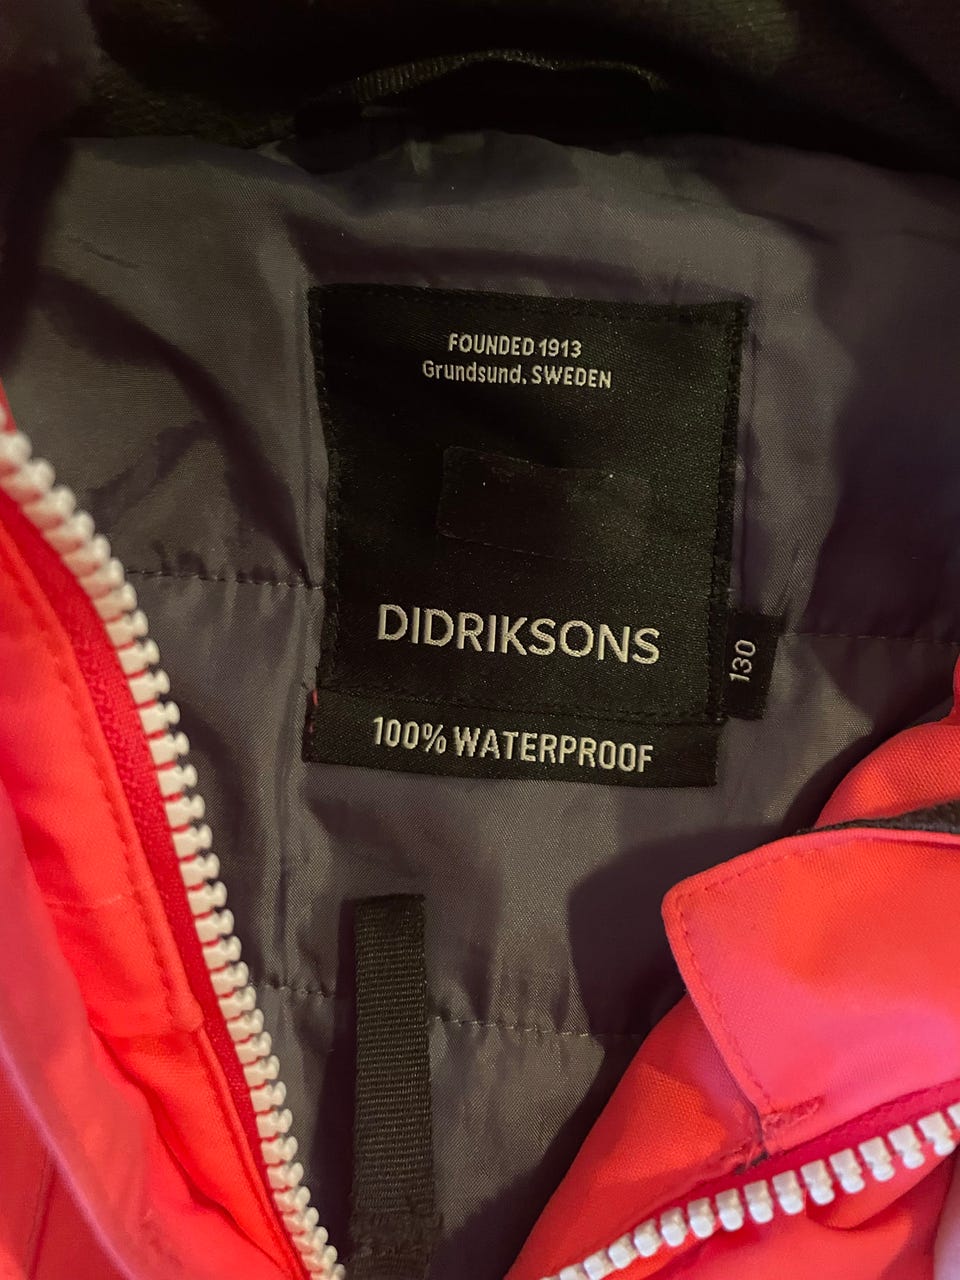 FOUNDED 1913
Grundsund, SWEDEN
DIDRIKSONS
130
100% WATERPROOF